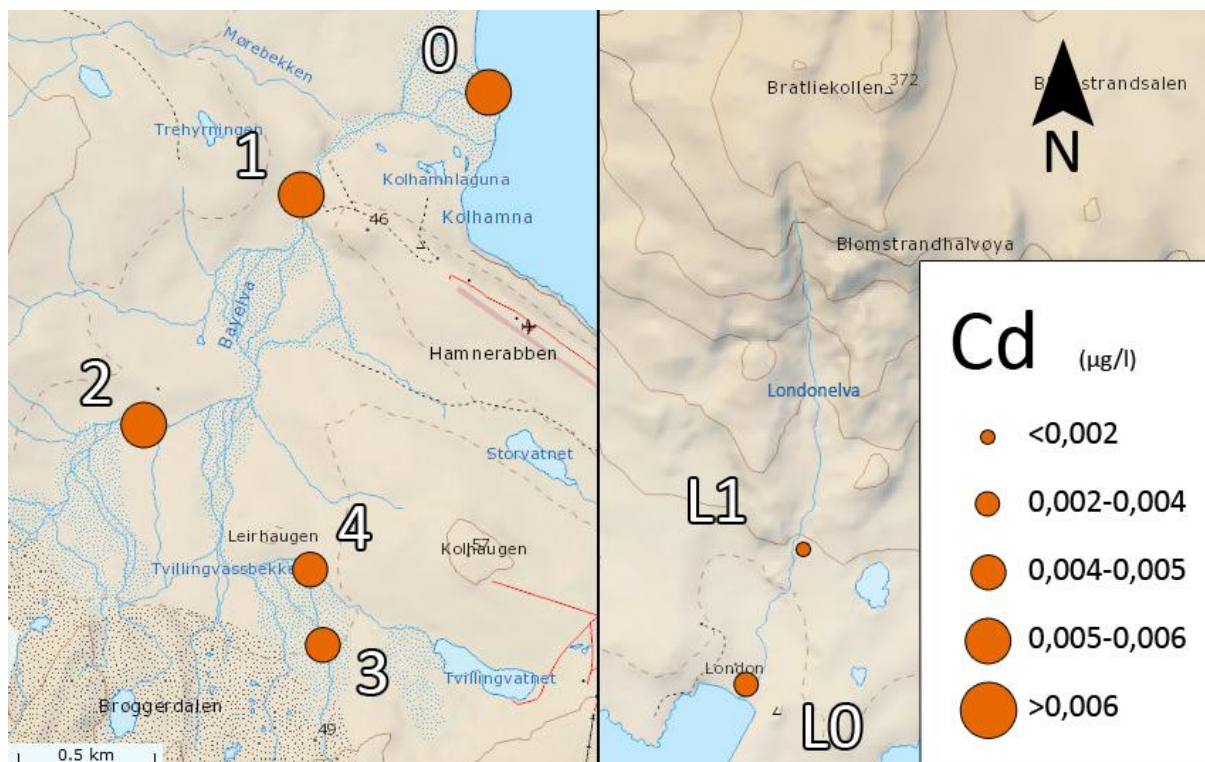 Mørebekken
0
Trehyrningen
1
Kolhamnlaguna
46
Kolhamna
Bayelva
Hamnerabben
2
Storvatnet
4
Leirhaugen
57
Kolhaugen
3
Tvillingvatnet
Brøggerdalen
49
0.5 km
372
Bratliekollen
N
Blomstrandhalvøya
Londonelva
L1
London
L0
Cd (µg/l)
<0,002
0,002-0,004
0,004-0,005
0,005-0,006
>0,006